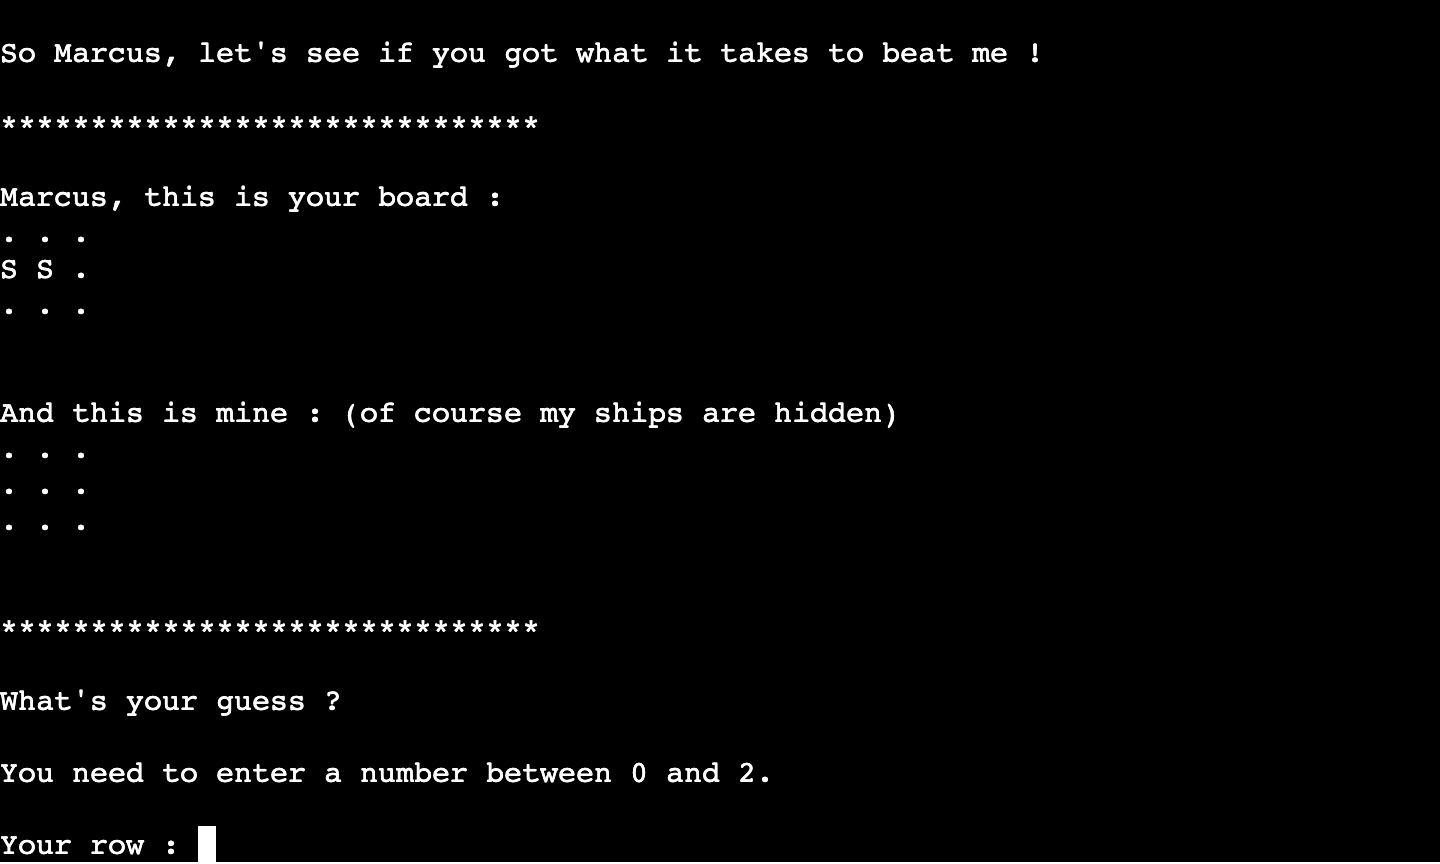 So Marcus, let's see if you got what it takes to beat me !
******************************
Marcus, this is your board :
. . .
S S .
. . .
And this is mine : (of course my ships are hidden)
. . .
. . .
. . .
******************************
What's your guess ?
You need to enter a number between 0 and 2.
Your row :